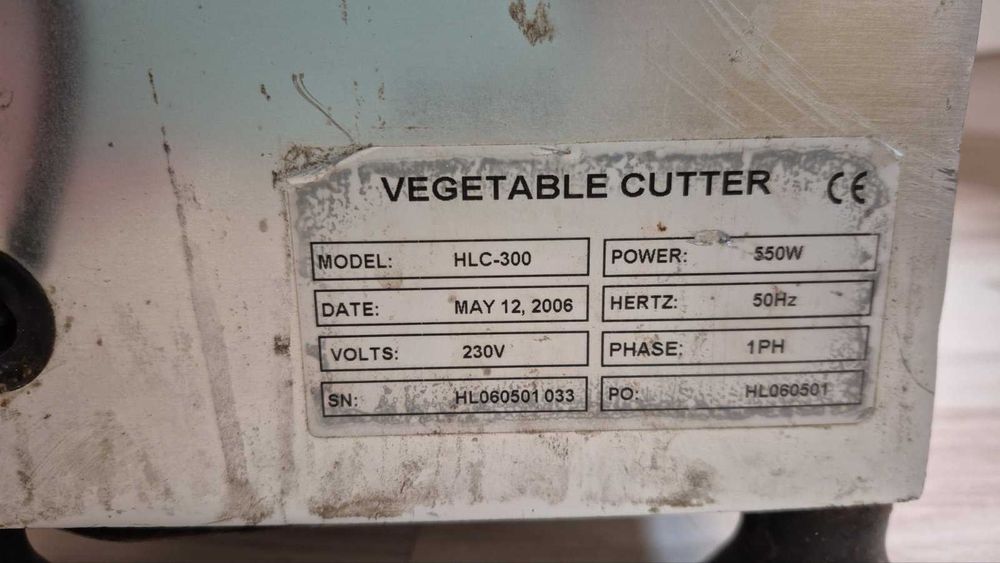 VEGETABLE CUTTER CE
MODEL: HLC-300 POWER: 550W
DATE: MAY 12, 2006 HERTZ: 50Hz
VOLTS: 230V PHASE: 1PH
SN: HL060501 033 PO: HL060501